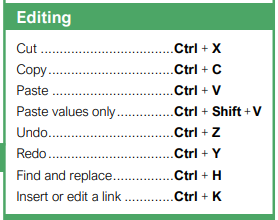 Editing
Cut ..............................Ctrl + X
Copy..............................Ctrl + C
Paste ............................Ctrl + V
Paste values only.............Ctrl + Shift + V
Undo..............................Ctrl + Z
Redo..............................Ctrl + Y
Find and replace..............Ctrl + H
Insert or edit a link ............Ctrl + K